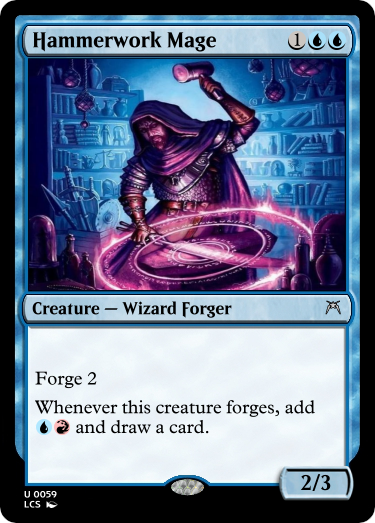 Hammerwork Mage 1UU
Creature — Wizard Forger
Forge 2
Whenever this creature forges, add
and draw a card.
2/3
U 0059
LCS